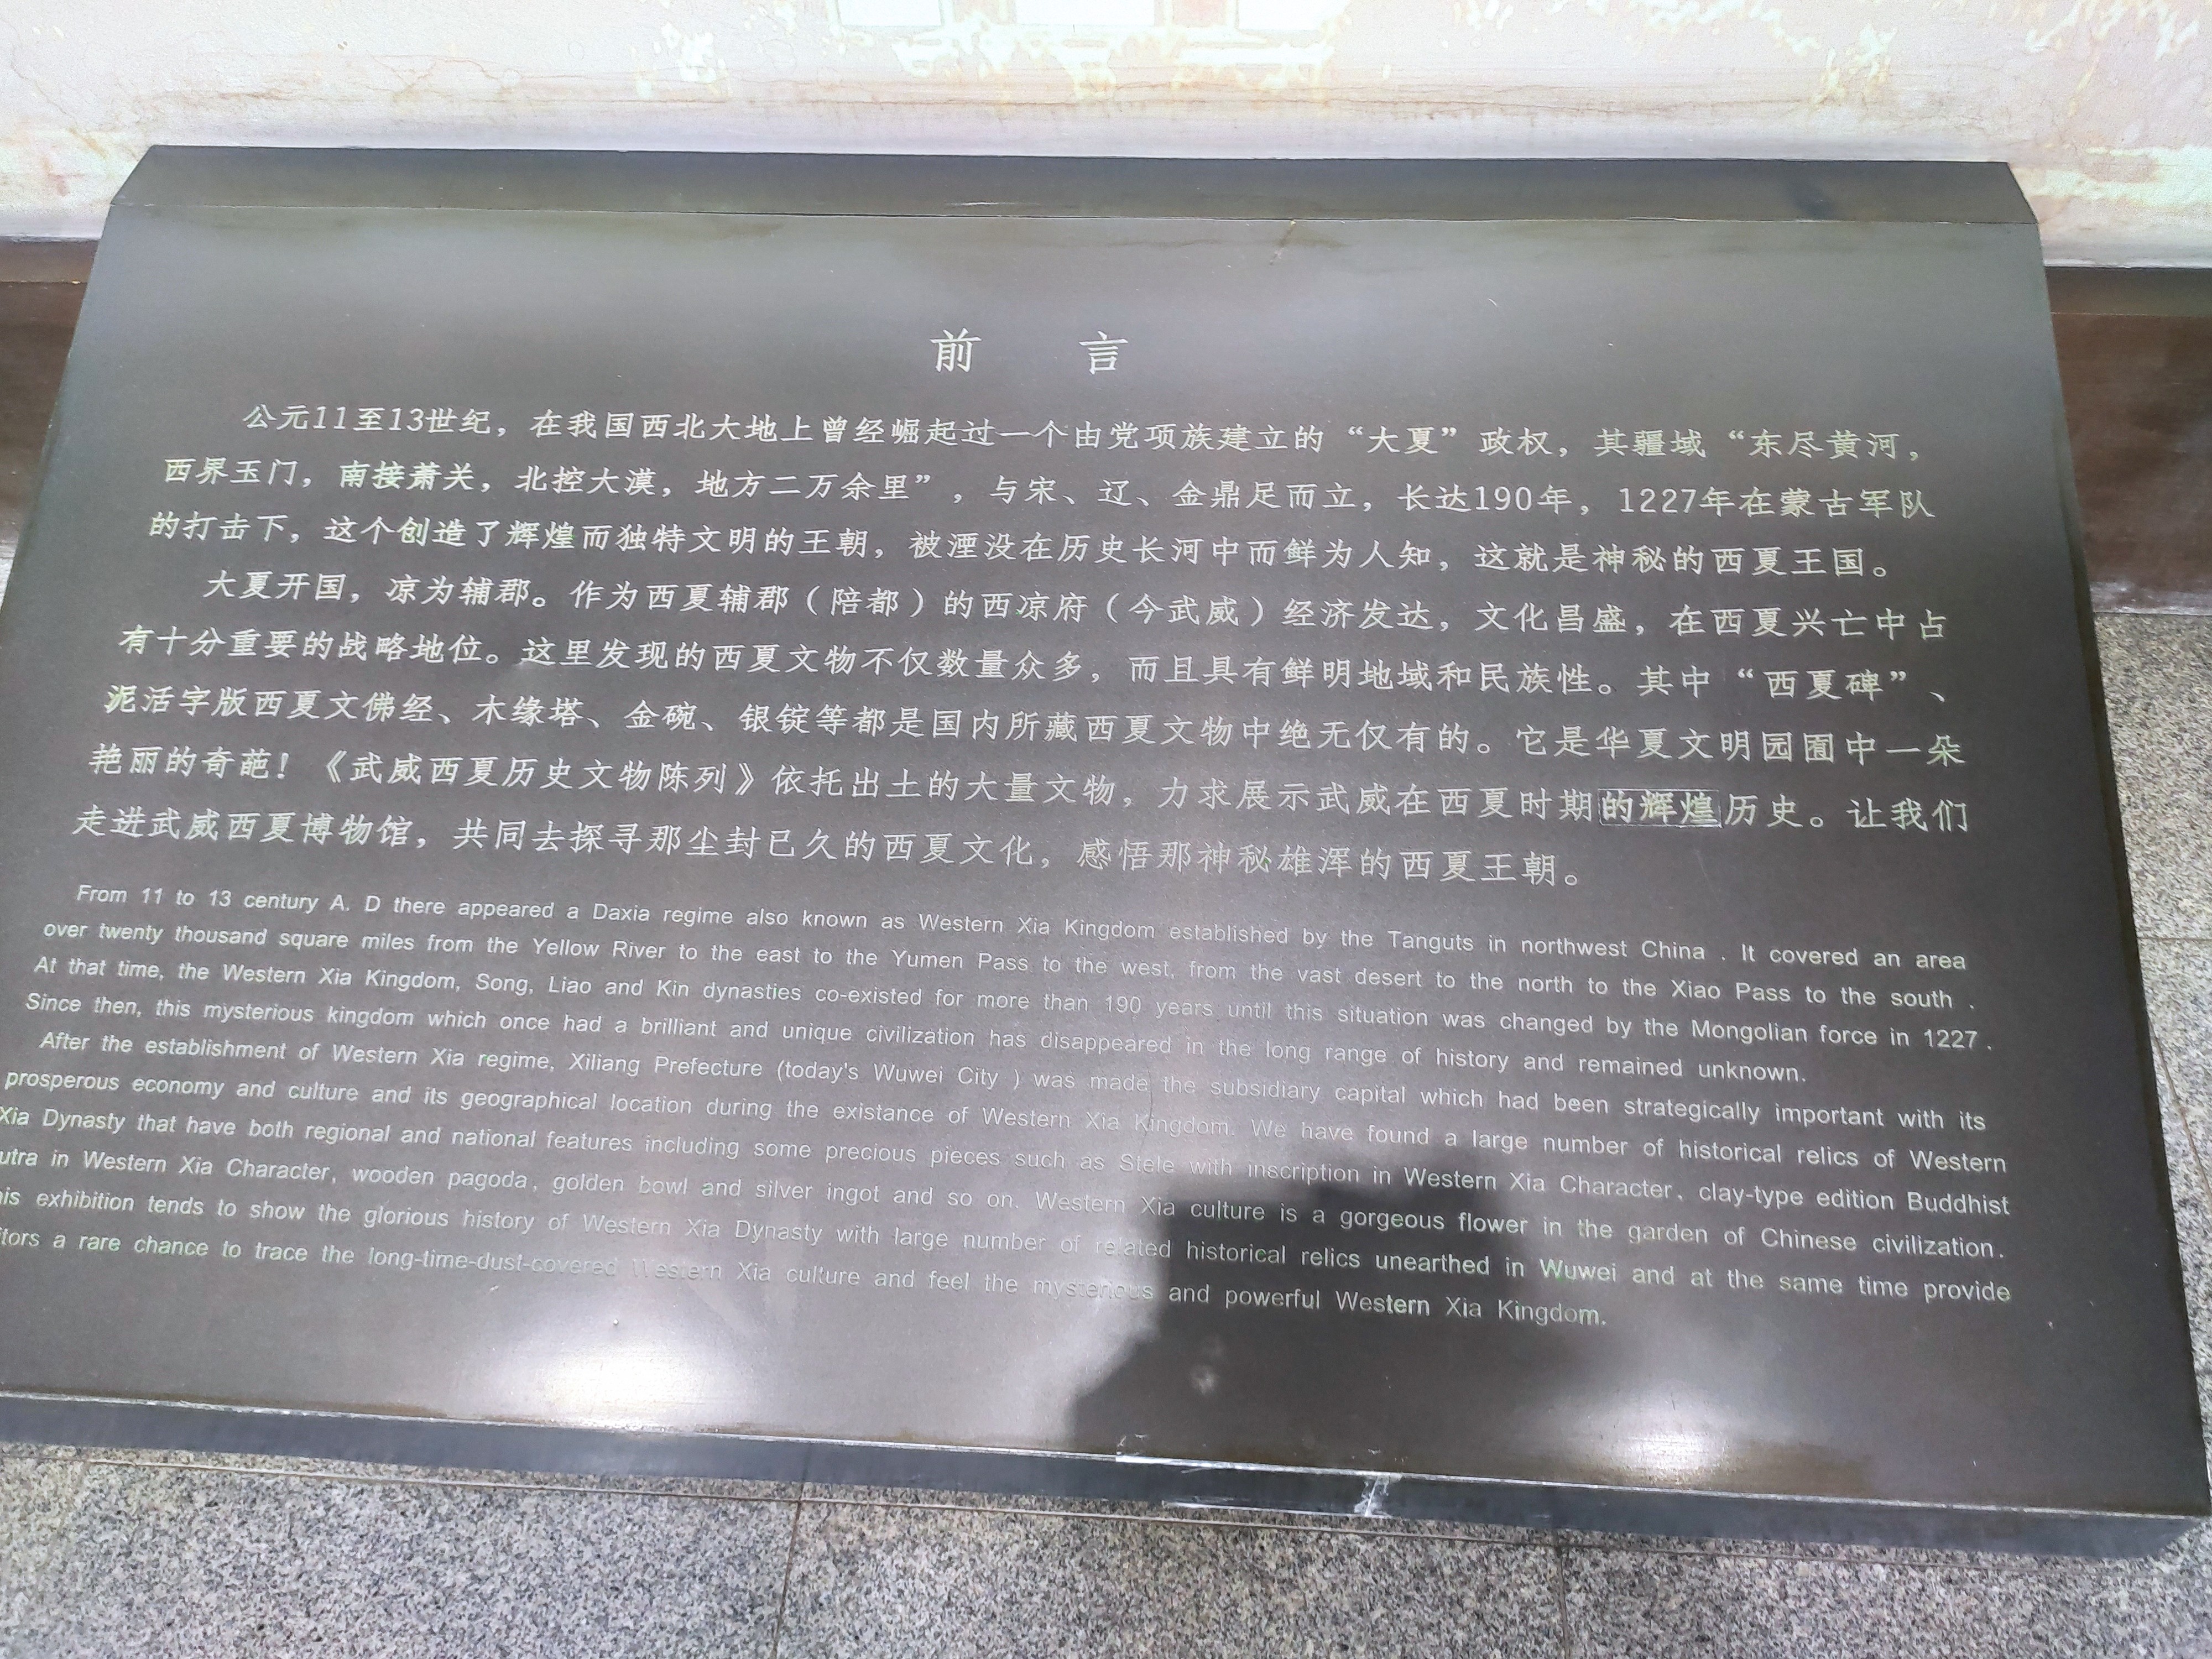 前言
公元11至13世纪，在我国西北大地上曾经崛起过一个由党项族建立的“大夏”政权，其疆域“东尽黄河，
西界玉门，南接萧关，北控大漠，地方二万余里”，与宋、辽、金鼎足而立，长达190年，1227年在蒙古军队
的打击下，这个创造了辉煌而独特文明的王朝，被湮没在历史长河中而鲜为人知，这就是神秘的西夏王国。
大夏开国，凉为辅郡。作为西夏辅郡（陪都）的西凉府（今武威）经济发达，文化昌盛，在西夏兴亡中占
有十分重要的战略地位。这里发现的西夏文物不仅数量众多，而且具有鲜明地域和民族性。其中“西夏碑”、
泥活字版西夏文佛经、木缘塔、金碗、银锭等都是国内所藏西夏文物中绝无仅有的。它是华夏文明园囿中一朵
艳丽的奇葩！《武威西夏历史文物陈列》依托出土的大量文物，力求展示武威在西夏时期的辉煌历史。让我们
走进武威西夏博物馆，共同去探寻那尘封已久的西夏文化，感悟那神秘雄浑的西夏王朝。
From 11 to 13 century A. D there appeared a Daxia regime also known as Western Xia Kingdom established by the Tanguts in northwest China . It covered an area
over twenty thousand square miles from the Yellow River to the east to the Yumen Pass to the west, from the vast desert to the north to the Xiao Pass to the south .
At that time, the Western Xia Kingdom, Song, Liao and Kin dynasties co-existed for more than 190 years until this situation was changed by the Mongolian force in 1227 .
Since then, this mysterious kingdom which once had a brilliant and unique civilization has disappeared in the long range of history and remained unknown.
After the establishment of Western Xia regime, Xiliang Prefecture (today's Wuwei City ) was made the subsidiary capital which had been strategically important with its
prosperous economy and culture and its geographical location during the existance of Western Xia Kingdom. We have found a large number of historical relics of Western
Xia Dynasty that have both regional and national features including some precious pieces such as Stele with inscription in Western Xia Character, clay-type edition Buddhist
utra in Western Xia Character, wooden pagoda, golden bowl and silver ingot and so on. Western Xia culture is a gorgeous flower in the garden of Chinese civilization.
his exhibition tends to show the glorious history of Western Xia Dynasty with large number of related historical relics unearthed in Wuwei and at the same time provide
itors a rare chance to trace the long-time-dust-covered Western Xia culture and feel the mysterious and powerful Western Xia Kingdom.